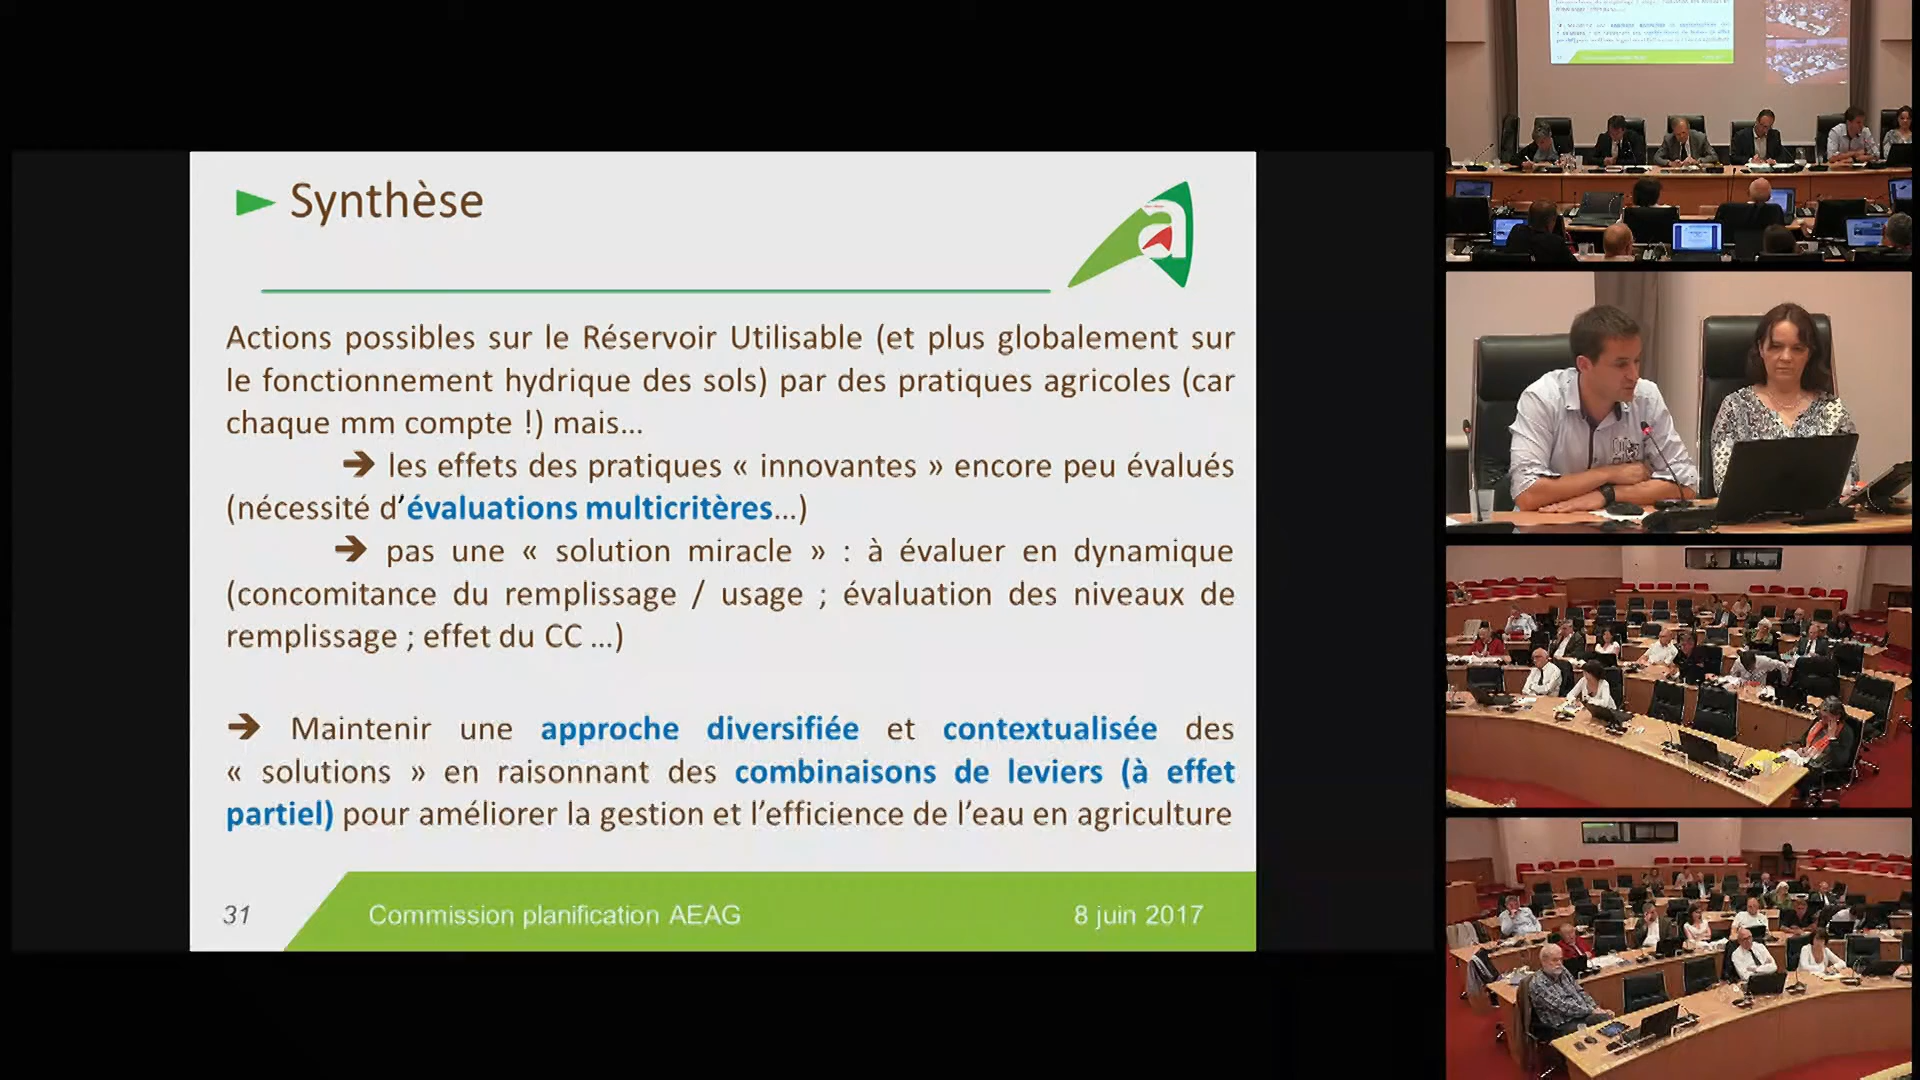 Synthèse
a
Actions possibles sur le Réservoir Utilisable (et plus globalement sur
le fonctionnement hydrique des sols) par des pratiques agricoles (car
chaque mm compte !) mais...
➔ les effets des pratiques « innovantes » encore peu évalués
(nécessité d’évaluations multicritères...)
➔ pas une « solution miracle » : à évaluer en dynamique
(concomitance du remplissage / usage ; évaluation des niveaux de
remplissage ; effet du CC ...)
➔ Maintenir une approche diversifiée et contextualisée des
« solutions » en raisonnant des combinaisons de leviers (à effet
partiel) pour améliorer la gestion et l’efficience de l’eau en agriculture
31 Commission planification AEAG 8 juin 2017